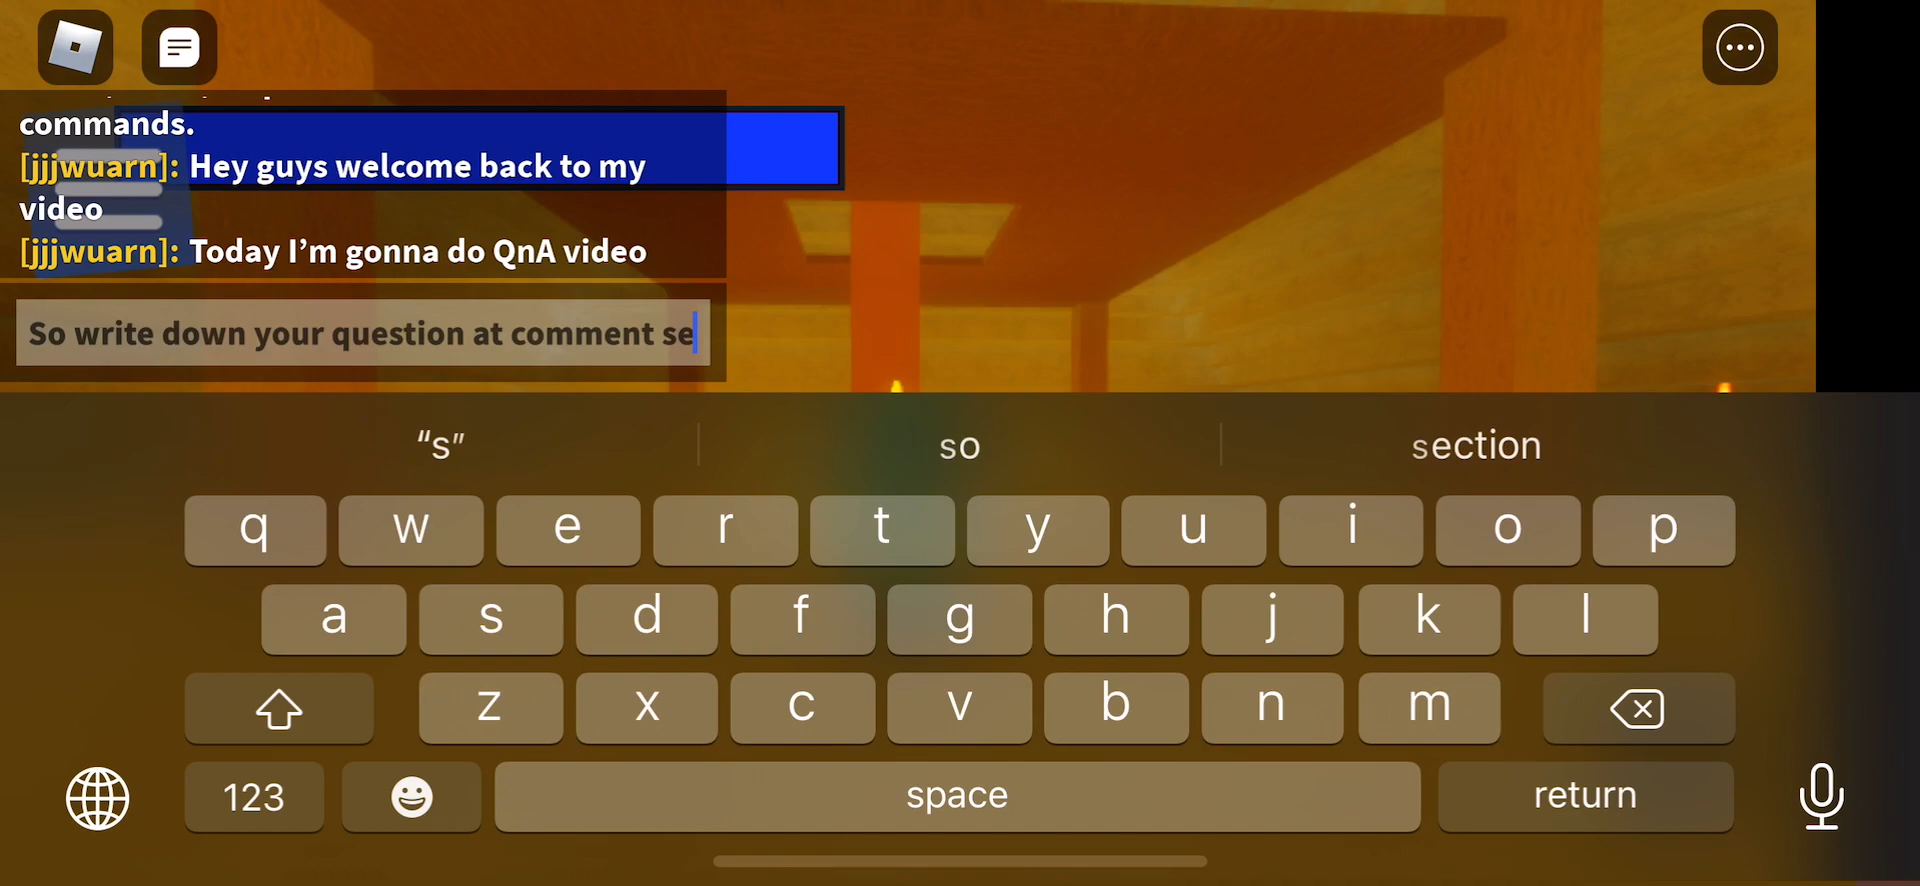 commands.
[jjjwuarn]: Hey guys welcome back to my
video
[jjjwuarn]: Today I’m gonna do QnA video
So write down your question at comment se
“s” so section
q w e r t y u i o p
a s d f g h j k l
z x c v b n m
123 space return